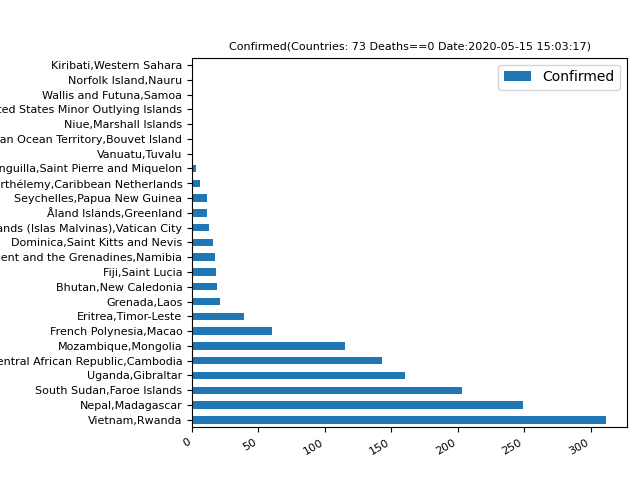 Confirmed(Countries: 73 Deaths==0 Date:2020-05-15 15:03:17)
Confirmed
Kiribati,Western Sahara
Norfolk Island,Nauru
Wallis and Futuna,Samoa
States Minor Outlying Islands
Niue,Marshall Islands
Ocean Territory,Bouvet Island
Vanuatu,Tuvalu
nguilla,Saint Pierre and Miquelon
rthélemy,Caribbean Netherlands
Seychelles,Papua New Guinea
Åland Islands,Greenland
ands (Islas Malvinas),Vatican City
Dominica,Saint Kitts and Nevis
ent and the Grenadines,Namibia
Fiji,Saint Lucia
Bhutan,New Caledonia
Grenada,Laos
Eritrea,Timor-Leste
French Polynesia,Macao
Mozambique,Mongolia
entral African Republic,Cambodia
Uganda,Gibraltar
South Sudan,Faroe Islands
Nepal,Madagascar
Vietnam,Rwanda
0 50 100 150 200 250 300